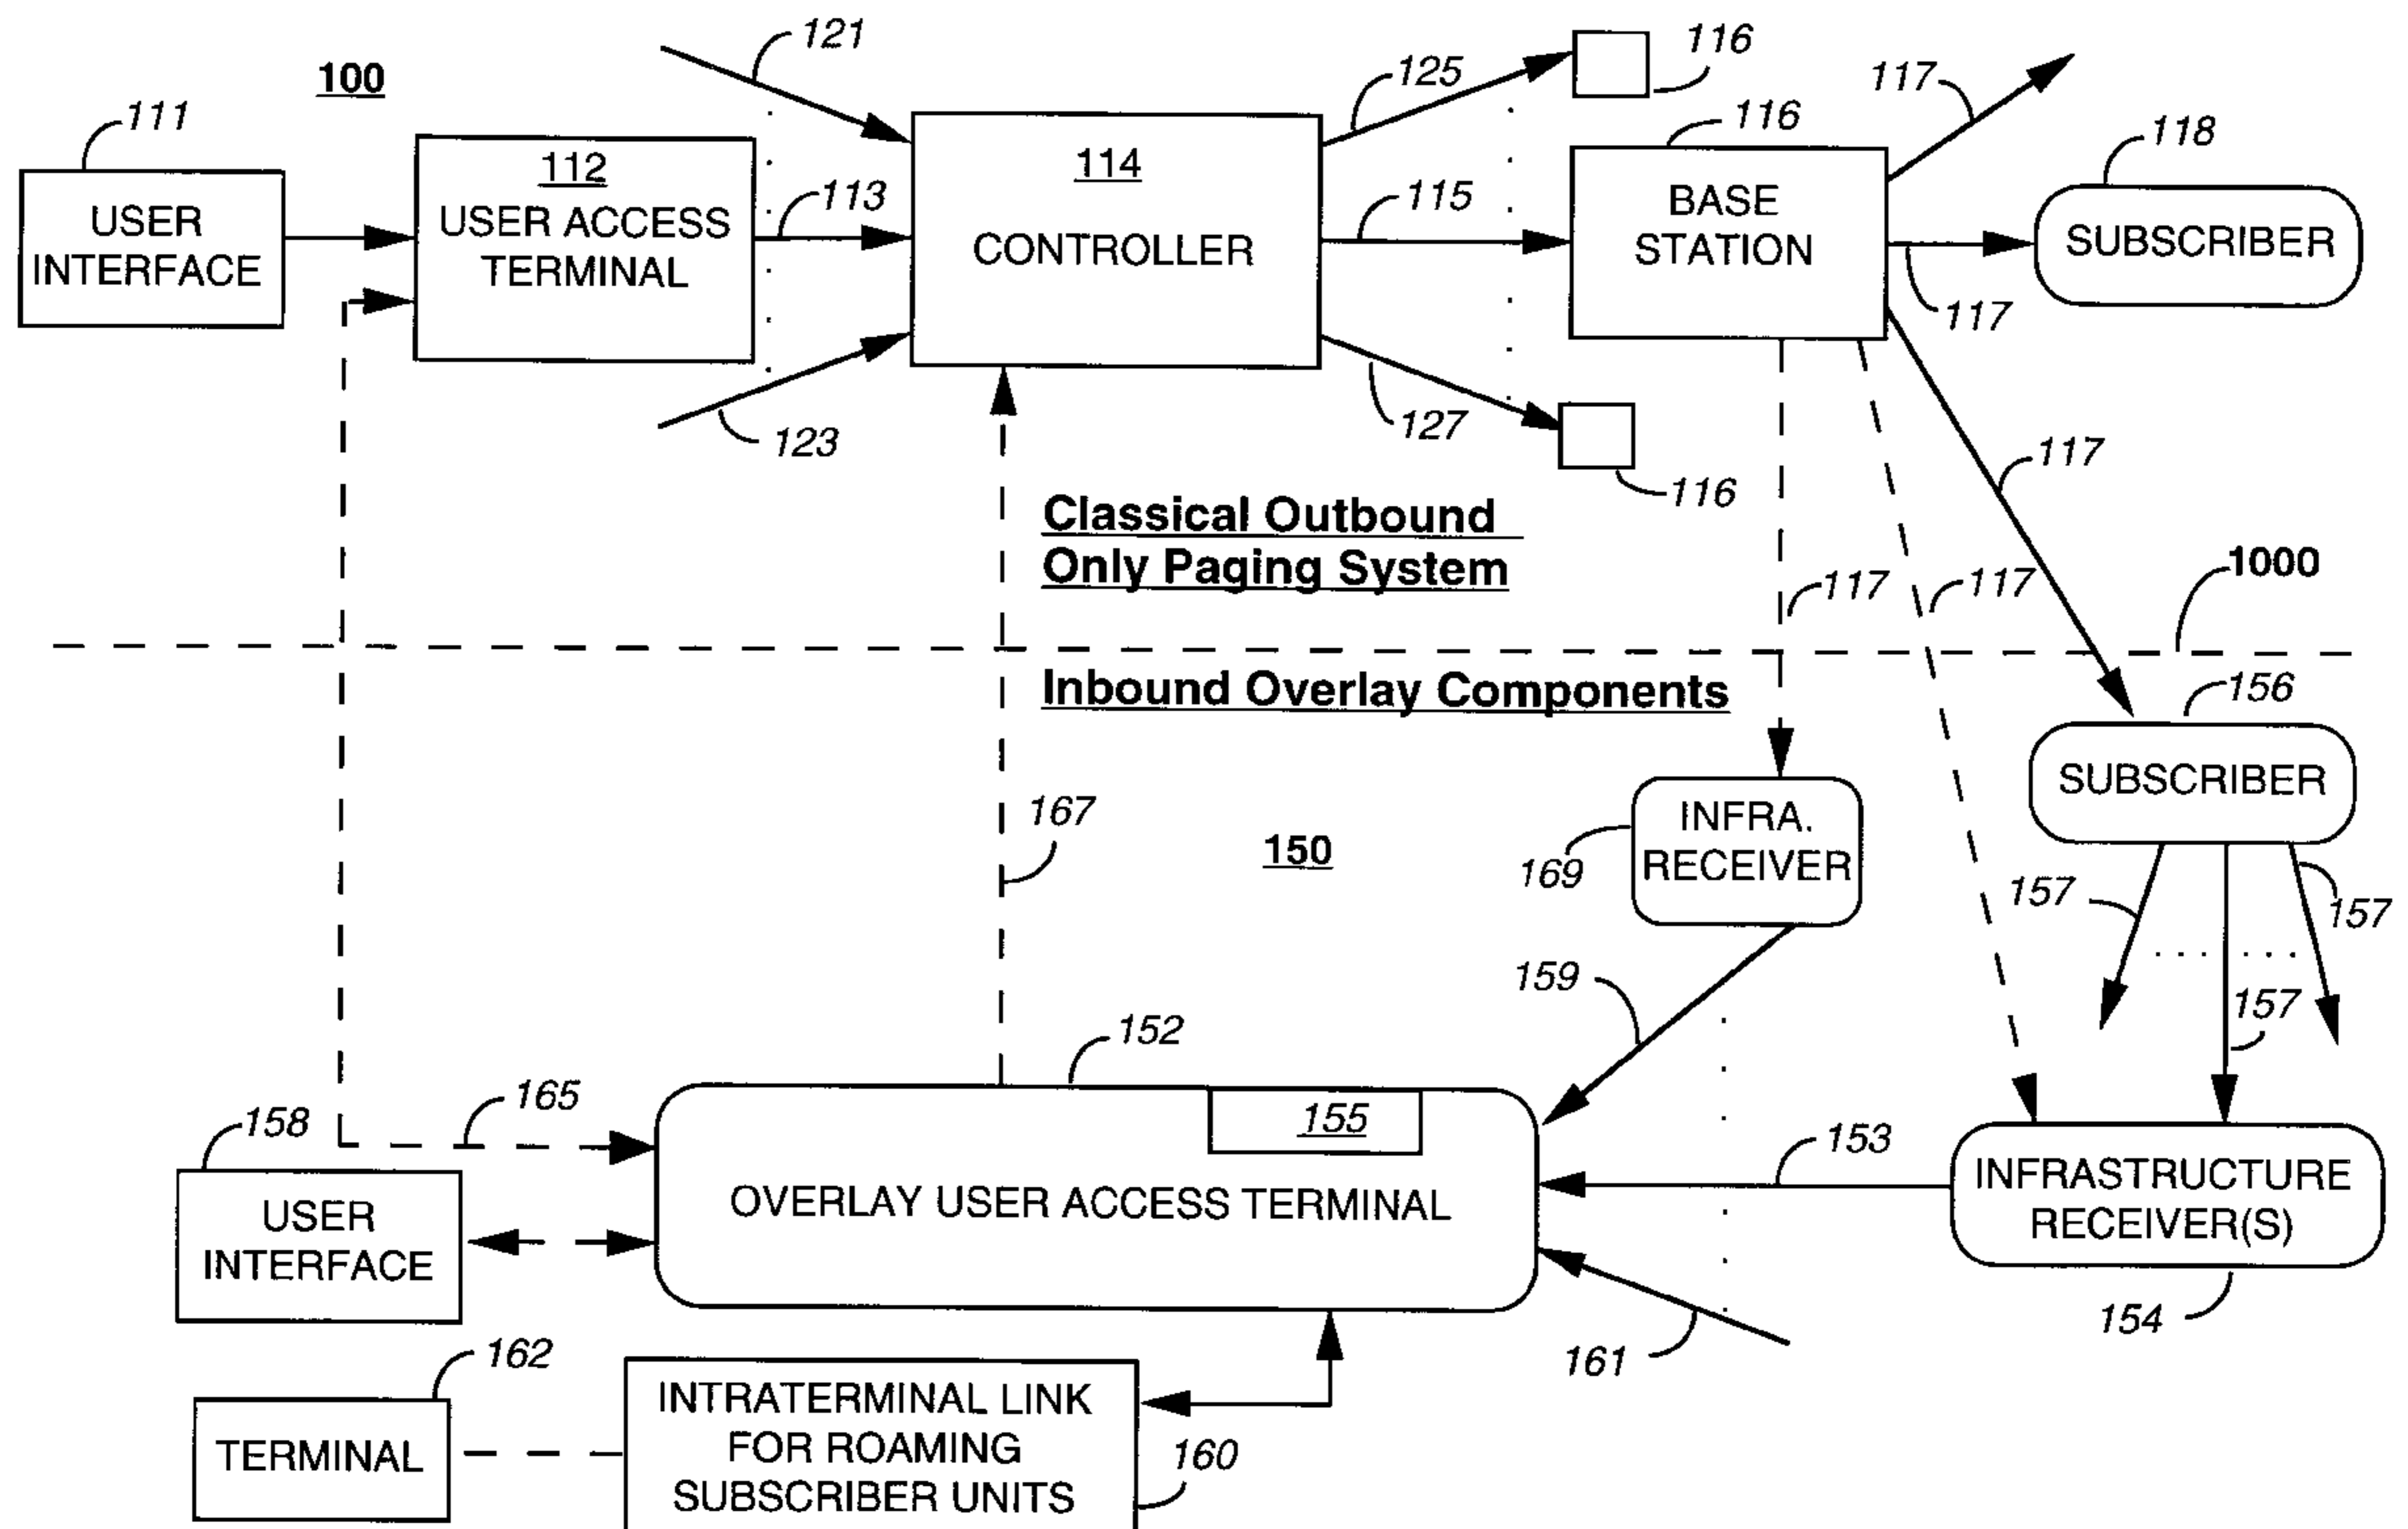 100
121
111
112
USER ACCESS
TERMINAL
USER
INTERFACE
113
123
114
CONTROLLER
125
115
127
116
116
BASE
STATION
116
117
118
SUBSCRIBER
117
117
Classical Outbound
Only Paging System
117
117
1000
Inbound Overlay Components
156
SUBSCRIBER
167
150
INFRA.
RECEIVER
169
157
157
157
159
152
155
165
158
USER
INTERFACE
OVERLAY USER ACCESS TERMINAL
153
INFRASTRUCTURE
RECEIVER(S)
154
161
162
TERMINAL
INTRATERMINAL LINK
FOR ROAMING
SUBSCRIBER UNITS
160